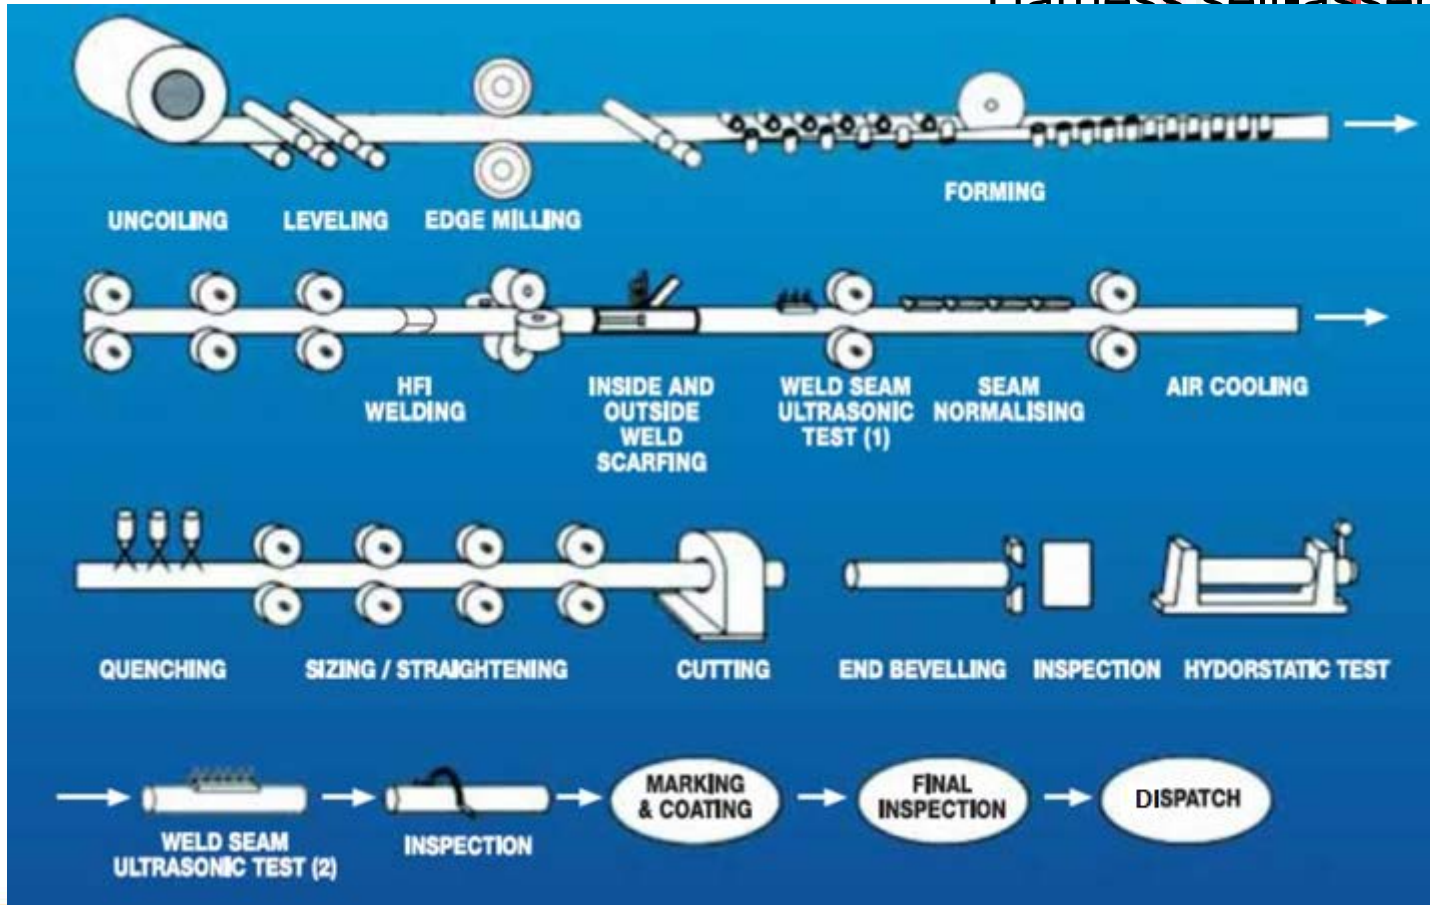 UNCOILING
LEVELING
EDGE MILLING
FORMING
HFI
WELDING
INSIDE AND
OUTSIDE
WELD
SCARFING
WELD SEAM
ULTRASONIC
TEST (1)
SEAM
NORMALISING
AIR COOLING
QUENCHING
SIZING / STRAIGHTENING
CUTTING
END BEVELLING
INSPECTION
HYDORSTATIC TEST
WELD SEAM
ULTRASONIC TEST (2)
INSPECTION
MARKING
& COATING
FINAL
INSPECTION
DISPATCH